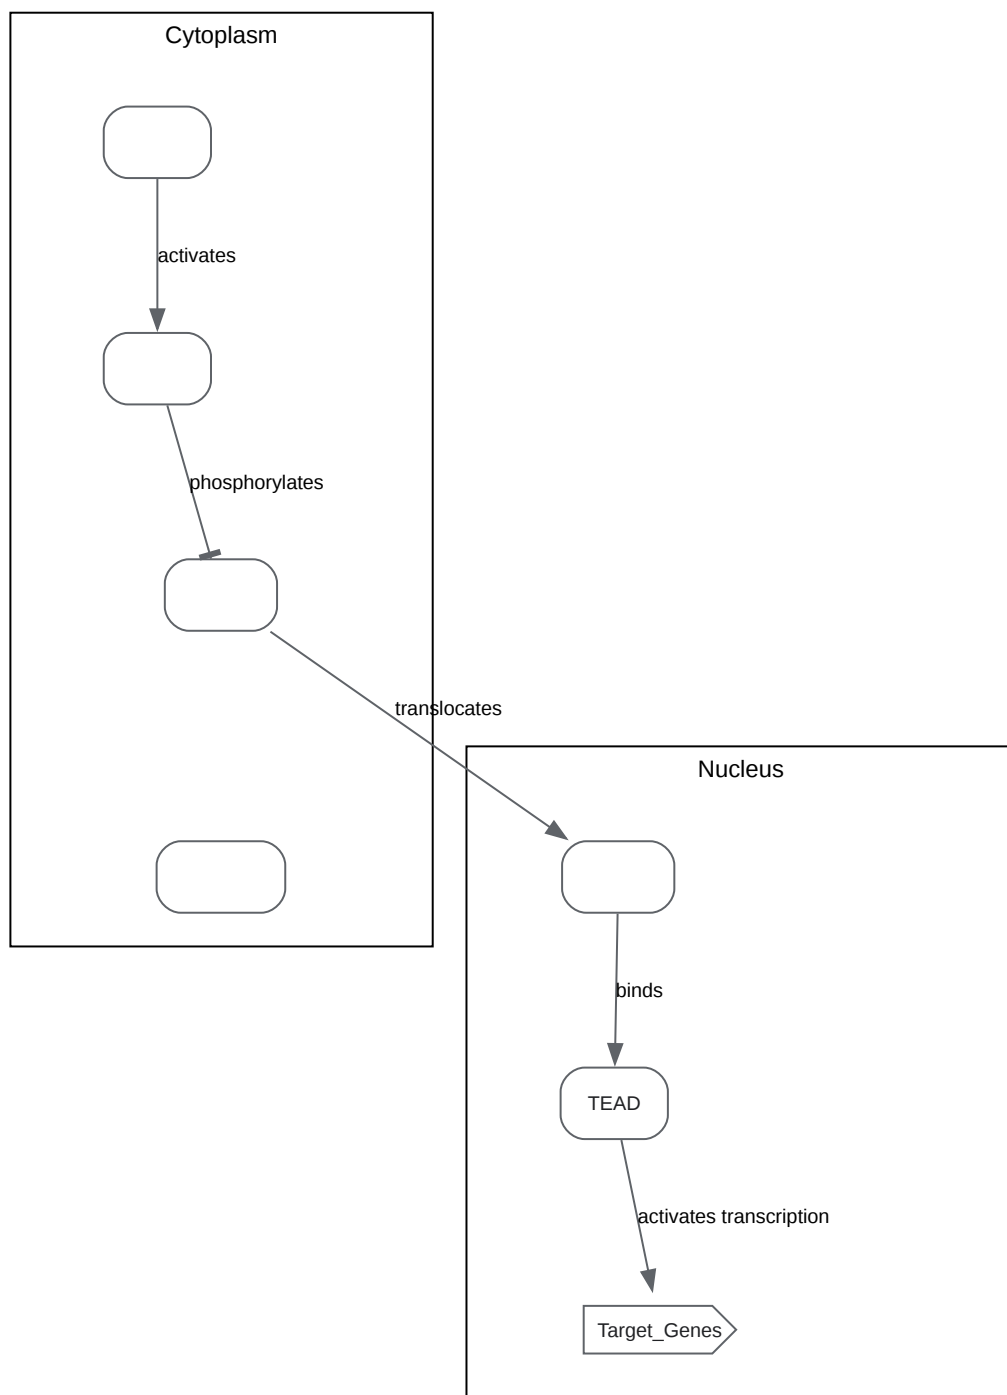 Cytoplasm
activates
phosphorylates
translocates
Nucleus
binds
TEAD
activates transcription
Target_Genes